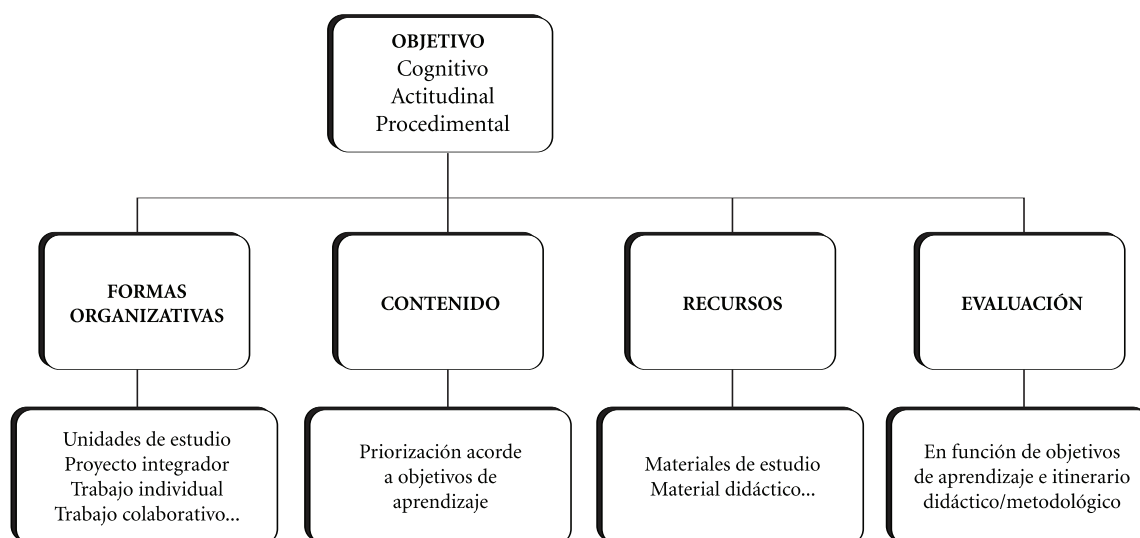 OBJETIVO
Cognitivo
Actitudinal
Procedimental
FORMAS
ORGANIZATIVAS
CONTENIDO
RECURSOS
EVALUACIÓN
Unidades de estudio
Proyecto integrador
Trabajo individual
Trabajo colaborativo...
Priorización acorde
a objetivos de
aprendizaje
Materiales de estudio
Material didáctico...
En función de objetivos
de aprendizaje e itinerario
didáctico/metodológico